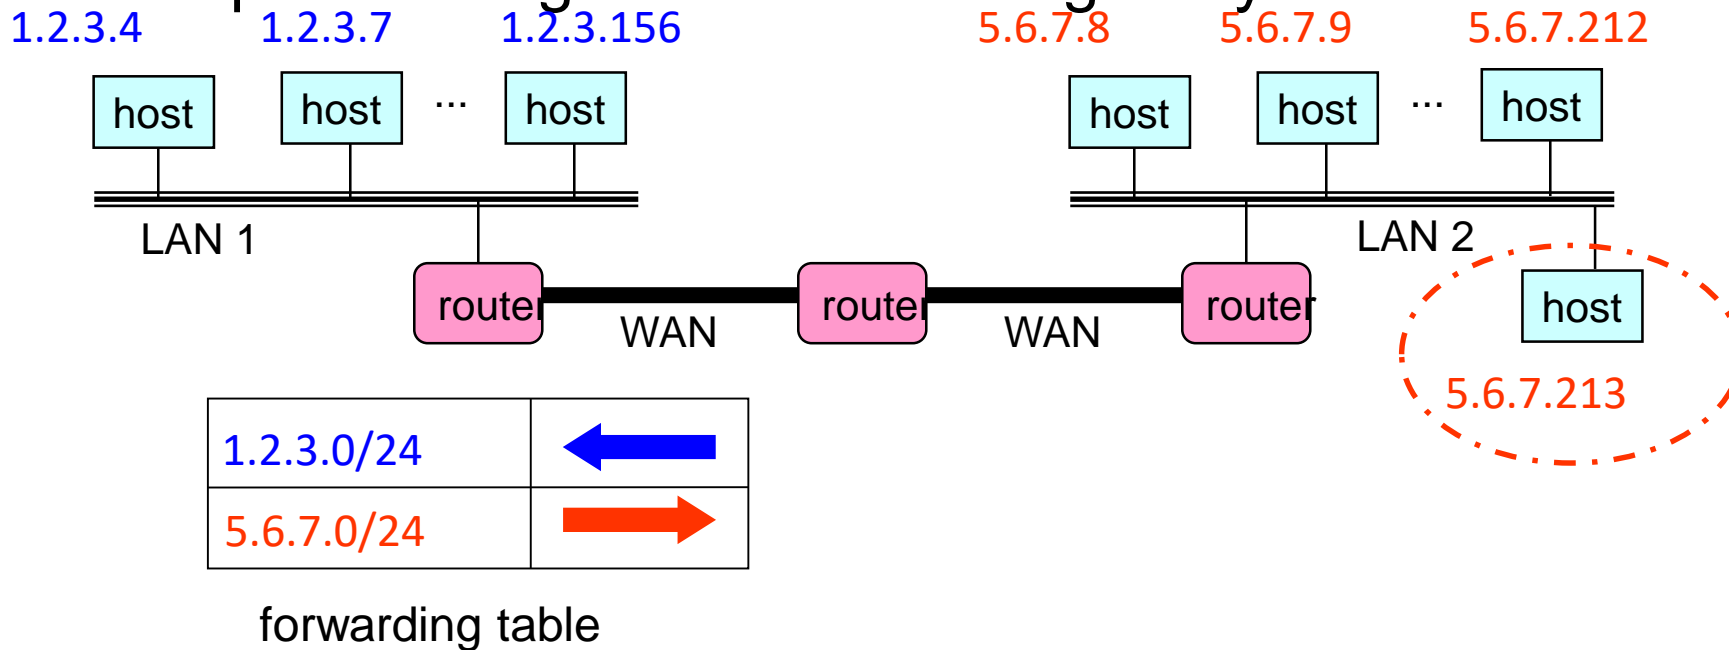 1.2.3.4 1.2.3.7 1.2.3.156 5.6.7.8 5.6.7.9 5.6.7.212
host host ... host host host ... host
LAN 1 LAN 2
router router router host
WAN WAN
5.6.7.213
1.2.3.0/24
5.6.7.0/24
forwarding table